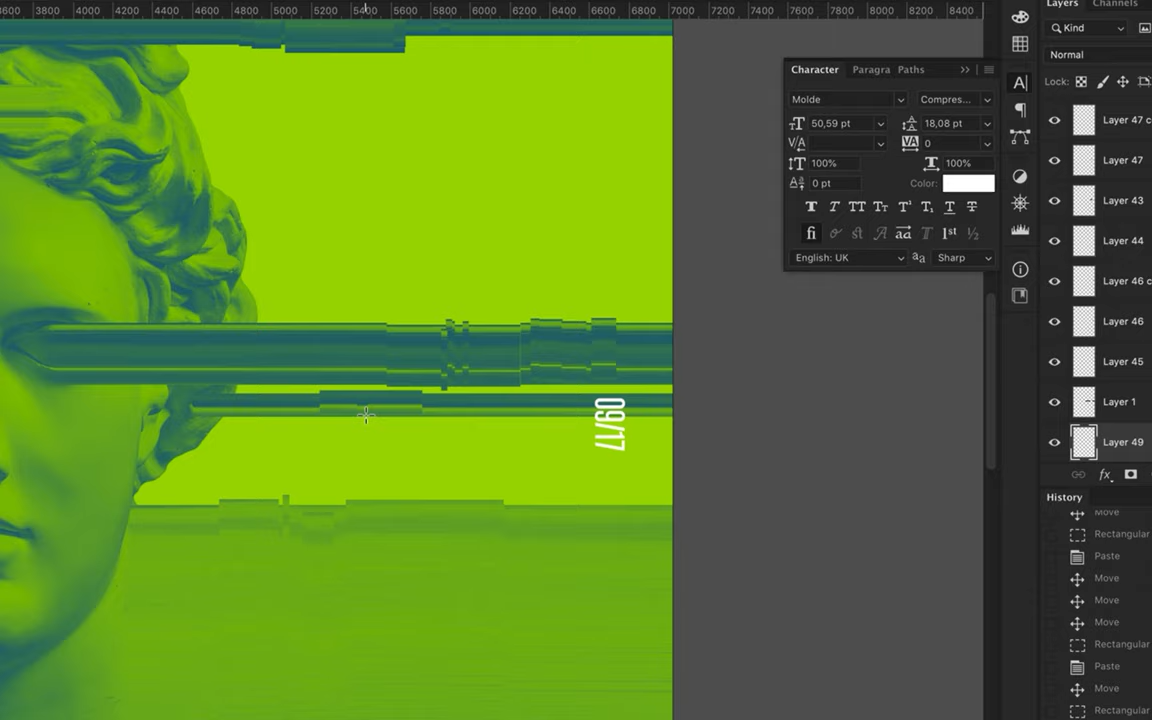 3600 3800 4000 4200 4400 4600 4800 5000 5200 5400 5600 5800 6000 6200 6400 6600 6800 7000 7200 7400 7600 7800 8000 8200 8400
Layers Channels
Kind
Normal
Lock:
Character Paragra Paths
Molde Compres...
50,59 pt 18,08 pt
0
100% 100%
0 pt Color:
English: UK Sharp
Layer 47 c
Layer 47
Layer 43
Layer 44
Layer 46 c
Layer 46
Layer 45
Layer 1
Layer 49
09/17
fx
History
Move
Rectangular
Paste
Move
Move
Move
Rectangular
Paste
Move
Rectangular